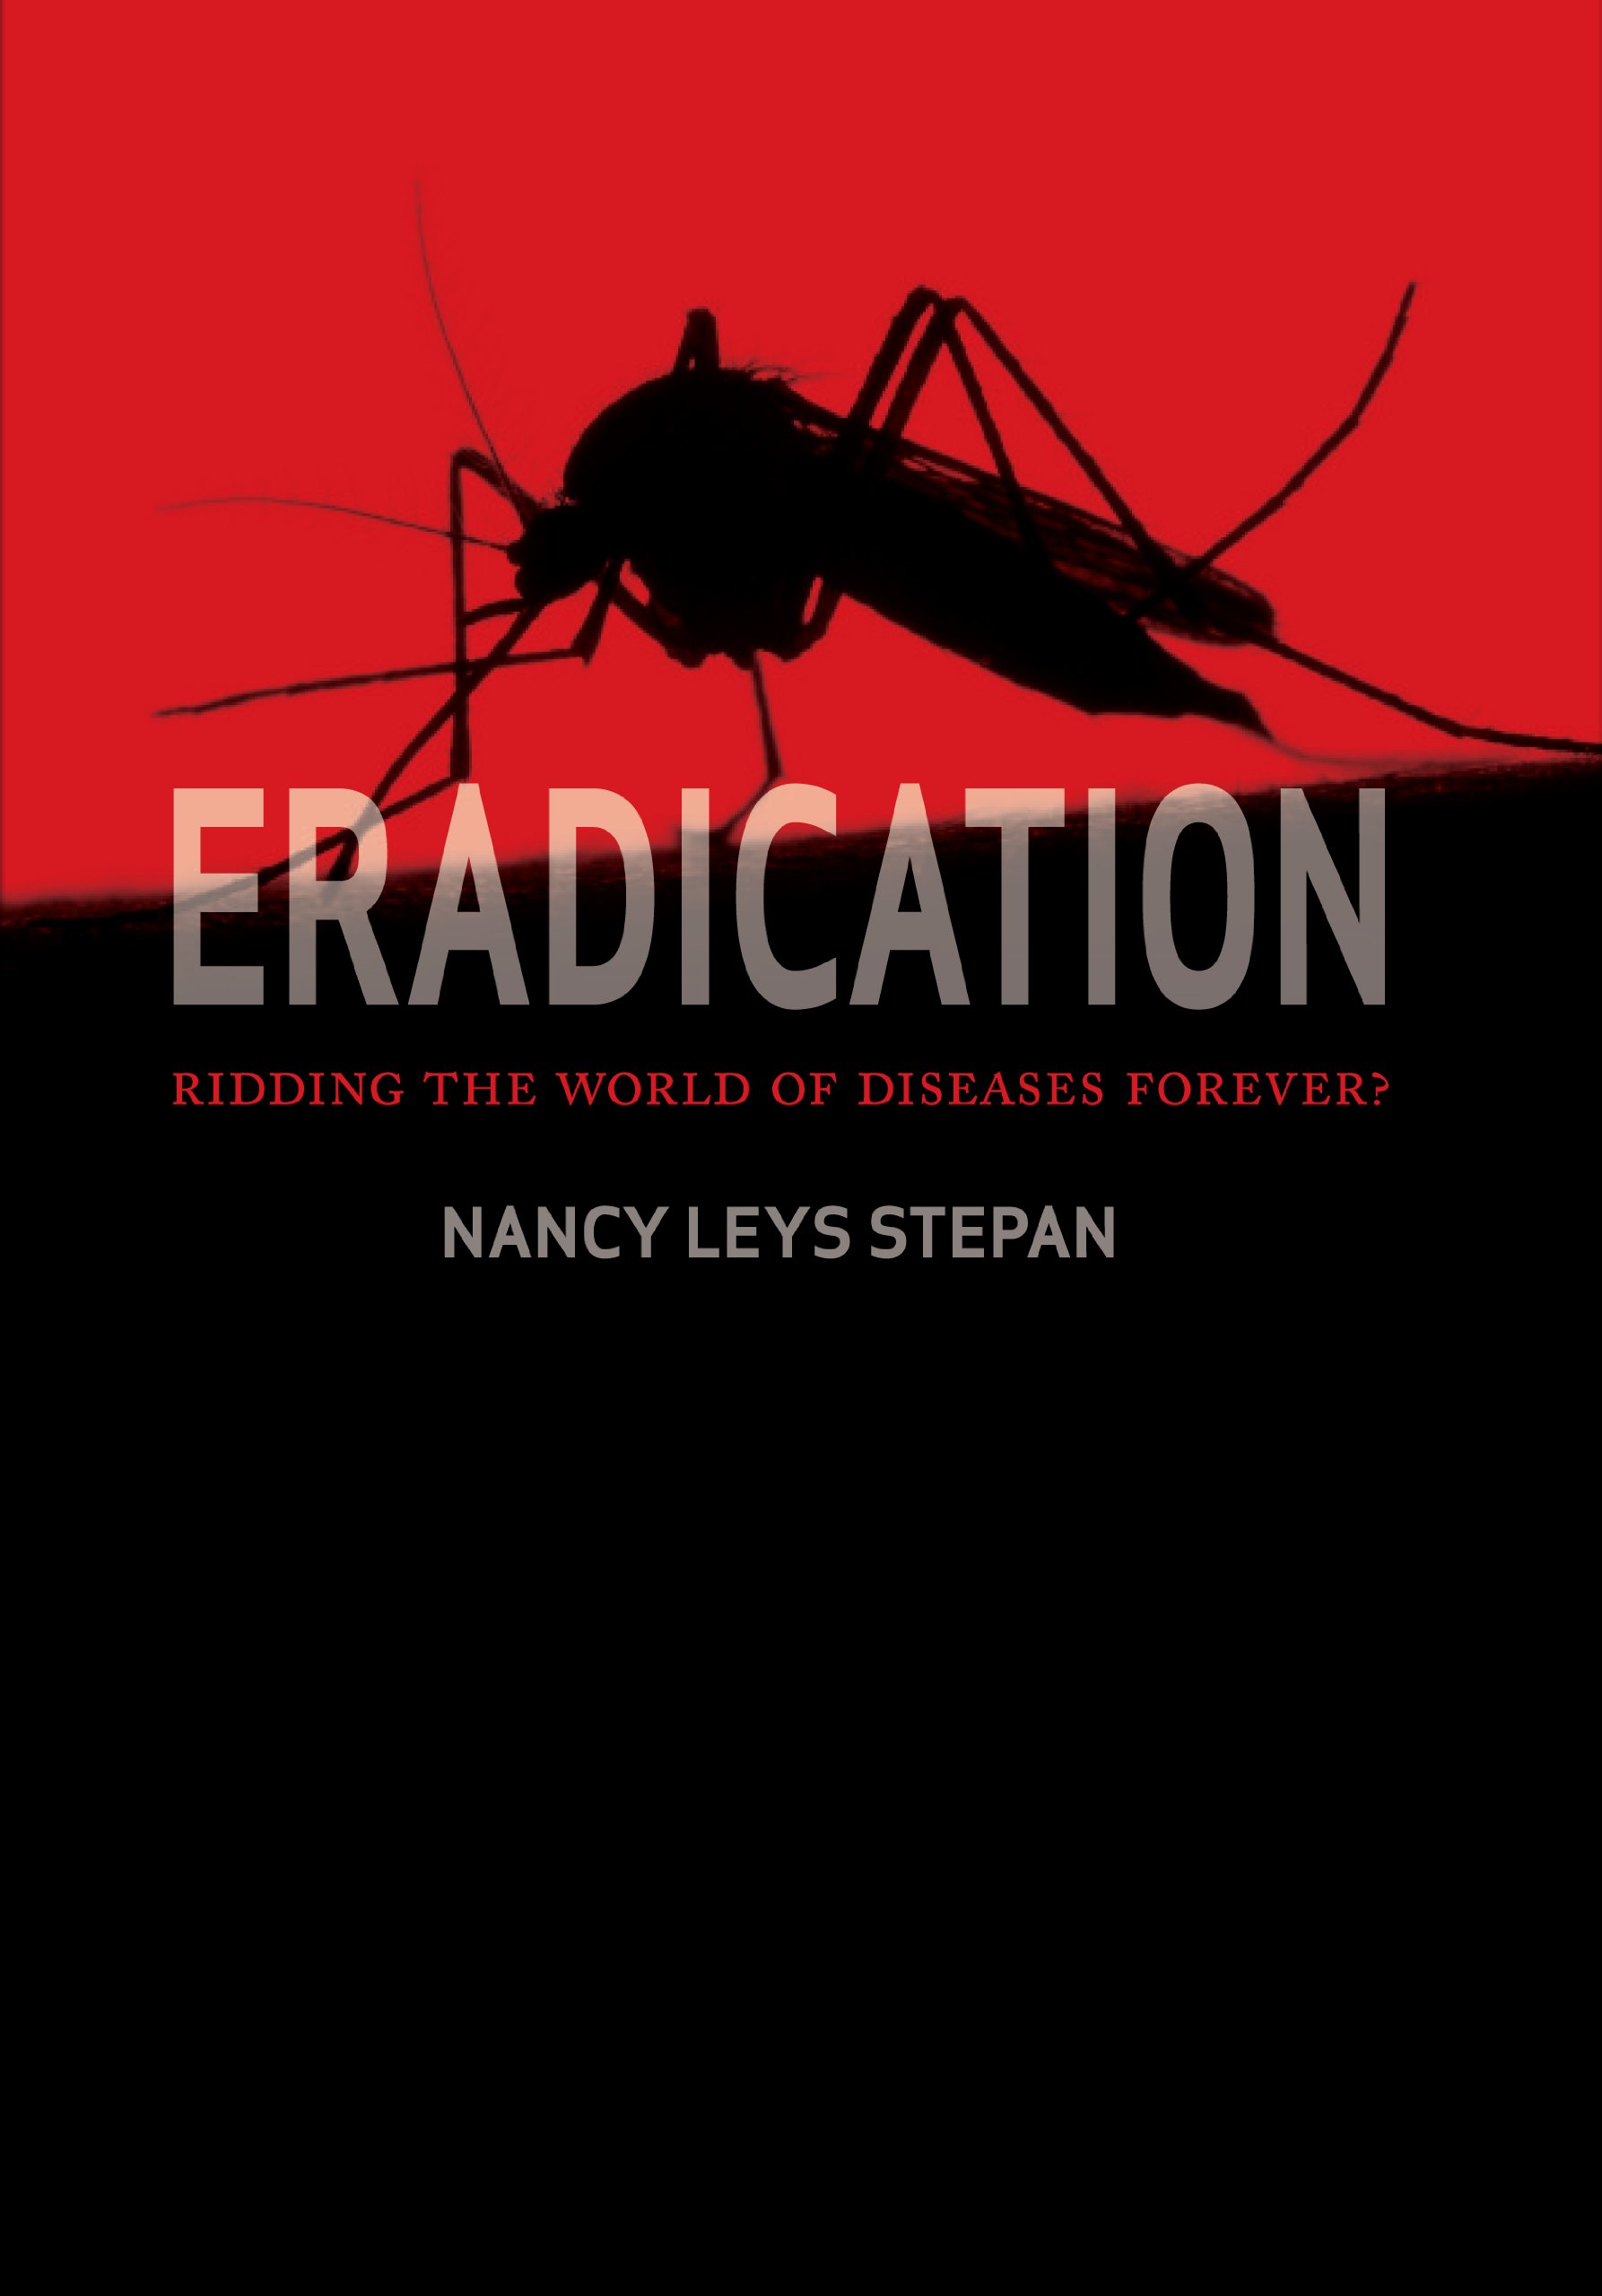 ERADICATION
RIDDING THE WORLD OF DISEASES FOREVER?
NANCY LEYS STEPAN